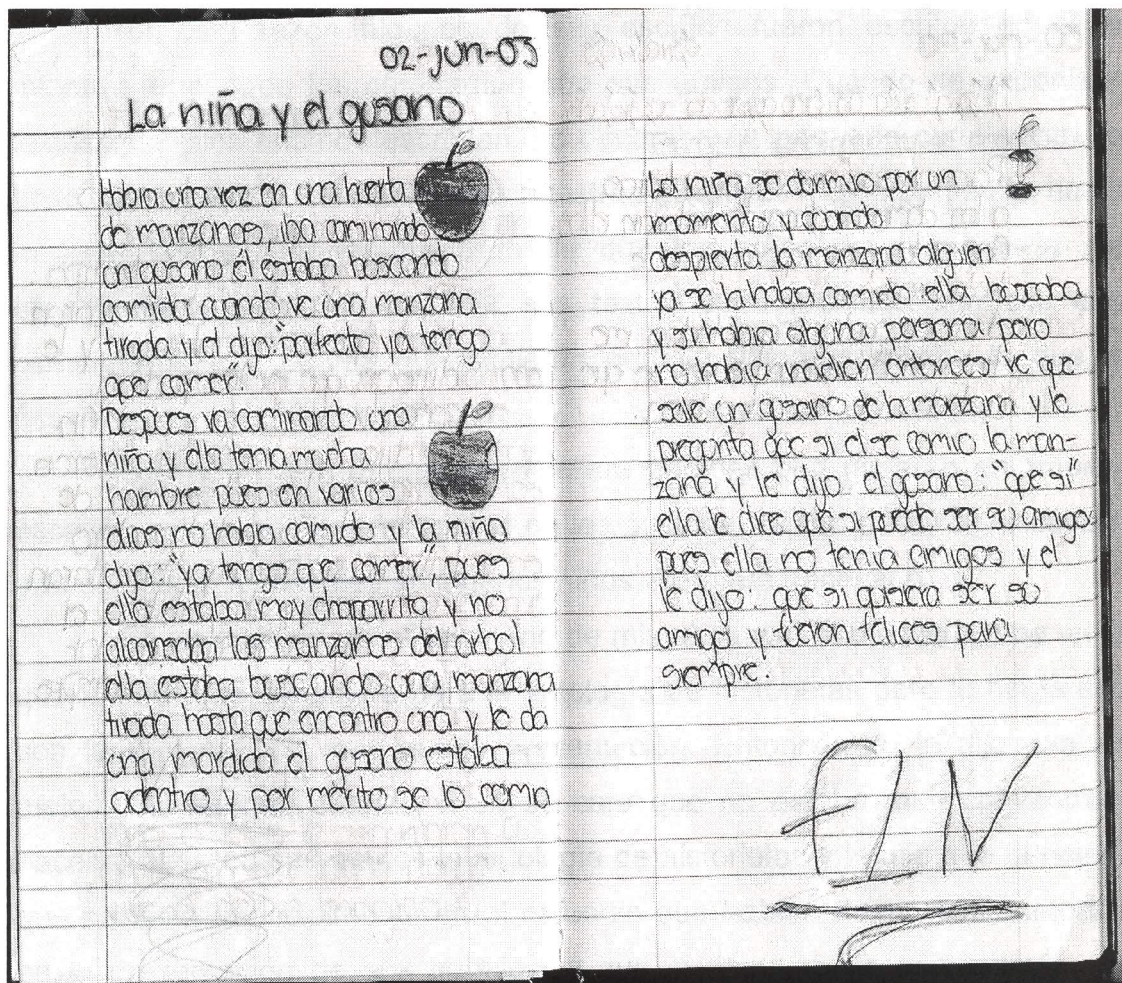 02-jun-03
La niña y el gusano
Habia una vez en una huerta
de manzanos, iba caminando
un gusano él estaba buscando
comida cuando ve una manzana
tirada y el dijo: "perfecto ya tengo
que comer"
Despues va caminando una
niña y ella tenia mucha
hambre pues en varios
dias no habia comido y la niña
dijo "ya tengo que comer", pues
ella estaba muy chaparrita y no
alcanzaba las manzanas del arbol
ella estaba buscando una manzana
tirada hasta que encontro una y le da
una mordida el gusano estaba
adentro y por merito se lo comia
La niña se durmio por un
momento y cuando
despierta la manzana alguien
ya se la habia comido ella buscaba
y si habia alguna persona pero
no habia nadien entonces ve que
sale un gusano de la manzana y le
pregunta que si el se comio la man-
zana y le dijo el gusano: "que si"
ella le dice que si puede ser su amigo
pues ella no tenia amigos y el
le dijo: que si quisiera ser su
amigo y fueron felices para
siempre!
FIN